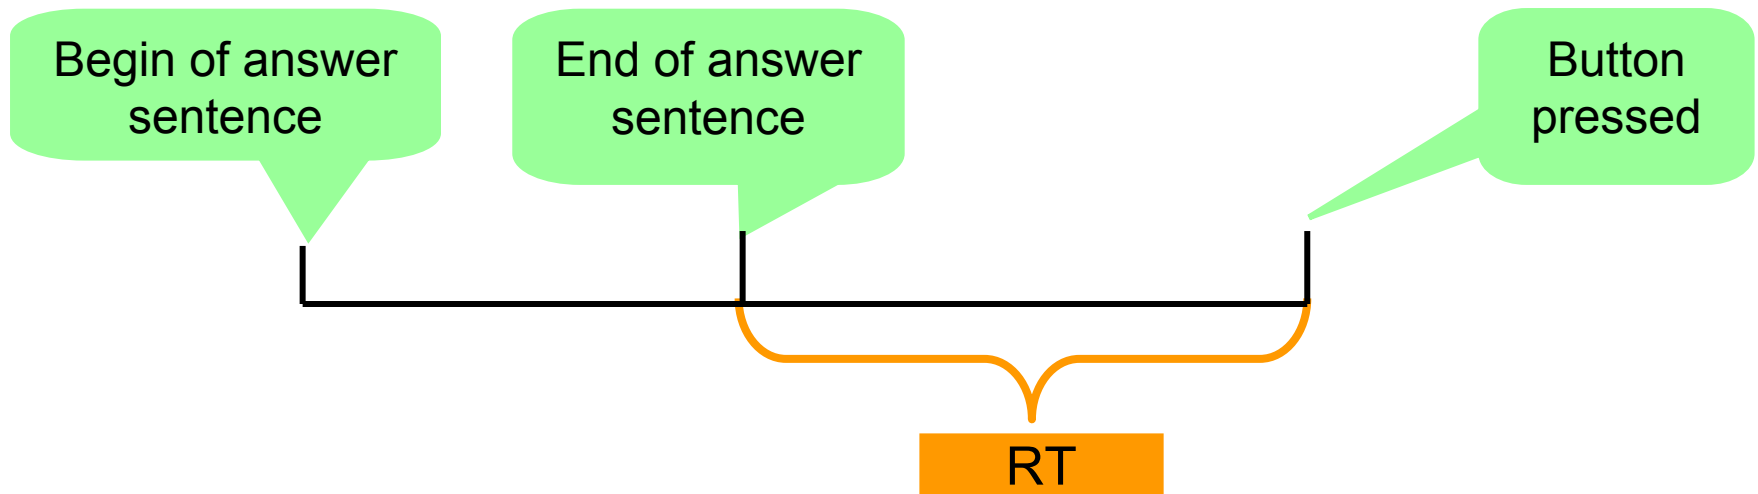 Begin of answer
sentence
End of answer
sentence
Button
pressed
RT